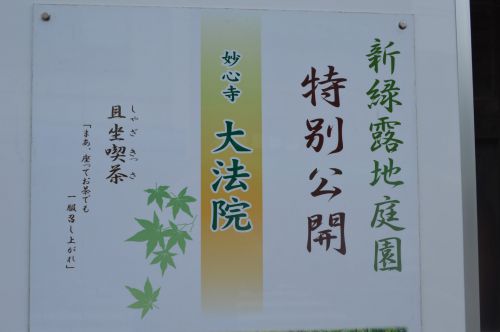 新緑露地庭園
特別公開
妙心寺
大法院
しゃざ きっさ
且坐喫茶
「まあ、座ってお茶でも
一服召し上がれ」